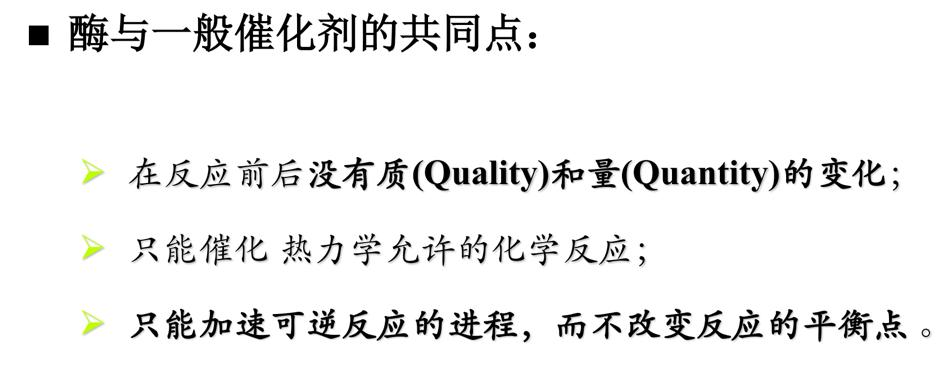 ■ 酶与一般催化剂的共同点：
➢ 在反应前后没有质(Quality)和量(Quantity)的变化；
➢ 只能催化 热力学允许的化学反应；
➢ 只能加速可逆反应的进程，而不改变反应的平衡点 。